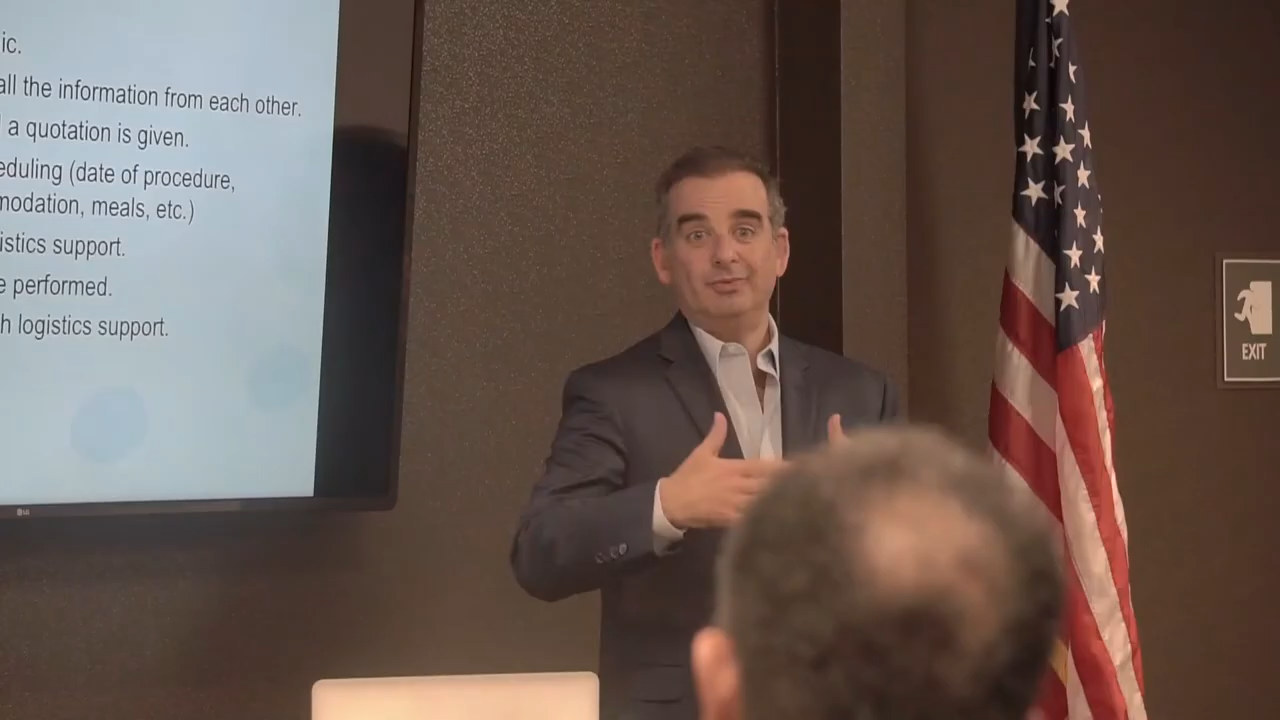 ic.
all the information from each other.
a quotation is given.
eduling (date of procedure,
modation, meals, etc.)
istics support.
e performed.
h logistics support.
LG
EXIT